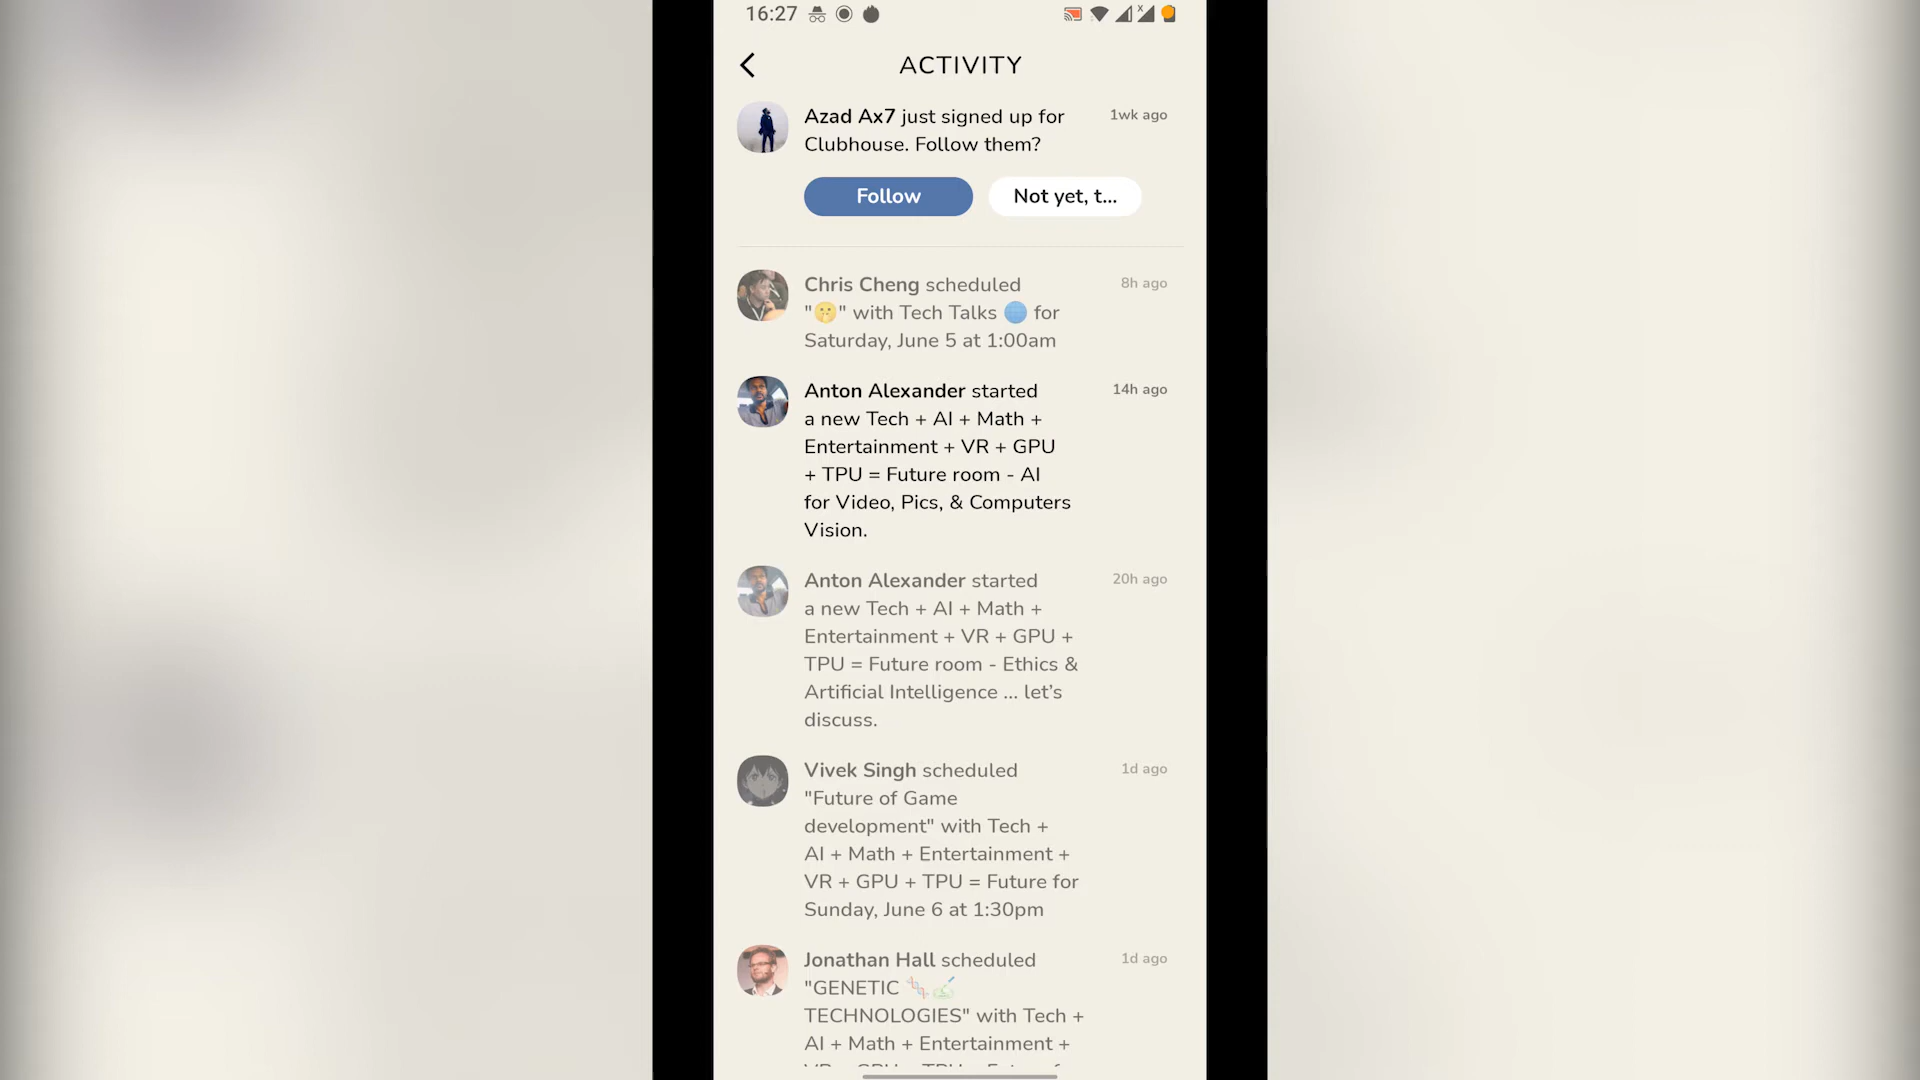 16:27
ACTIVITY
Azad Ax7 just signed up for
Clubhouse. Follow them?
1wk ago
Follow
Not yet, t...
Chris Cheng scheduled
"🤫" with Tech Talks 🌐 for
Saturday, June 5 at 1:00am
8h ago
Anton Alexander started
a new Tech + AI + Math +
Entertainment + VR + GPU
+ TPU = Future room - AI
for Video, Pics, & Computers
Vision.
14h ago
Anton Alexander started
a new Tech + AI + Math +
Entertainment + VR + GPU +
TPU = Future room - Ethics &
Artificial Intelligence ... let’s
discuss.
20h ago
Vivek Singh scheduled
"Future of Game
development" with Tech +
AI + Math + Entertainment +
VR + GPU + TPU = Future for
Sunday, June 6 at 1:30pm
1d ago
Jonathan Hall scheduled
"GENETIC 🧬🧫
TECHNOLOGIES" with Tech +
AI + Math + Entertainment +
1d ago